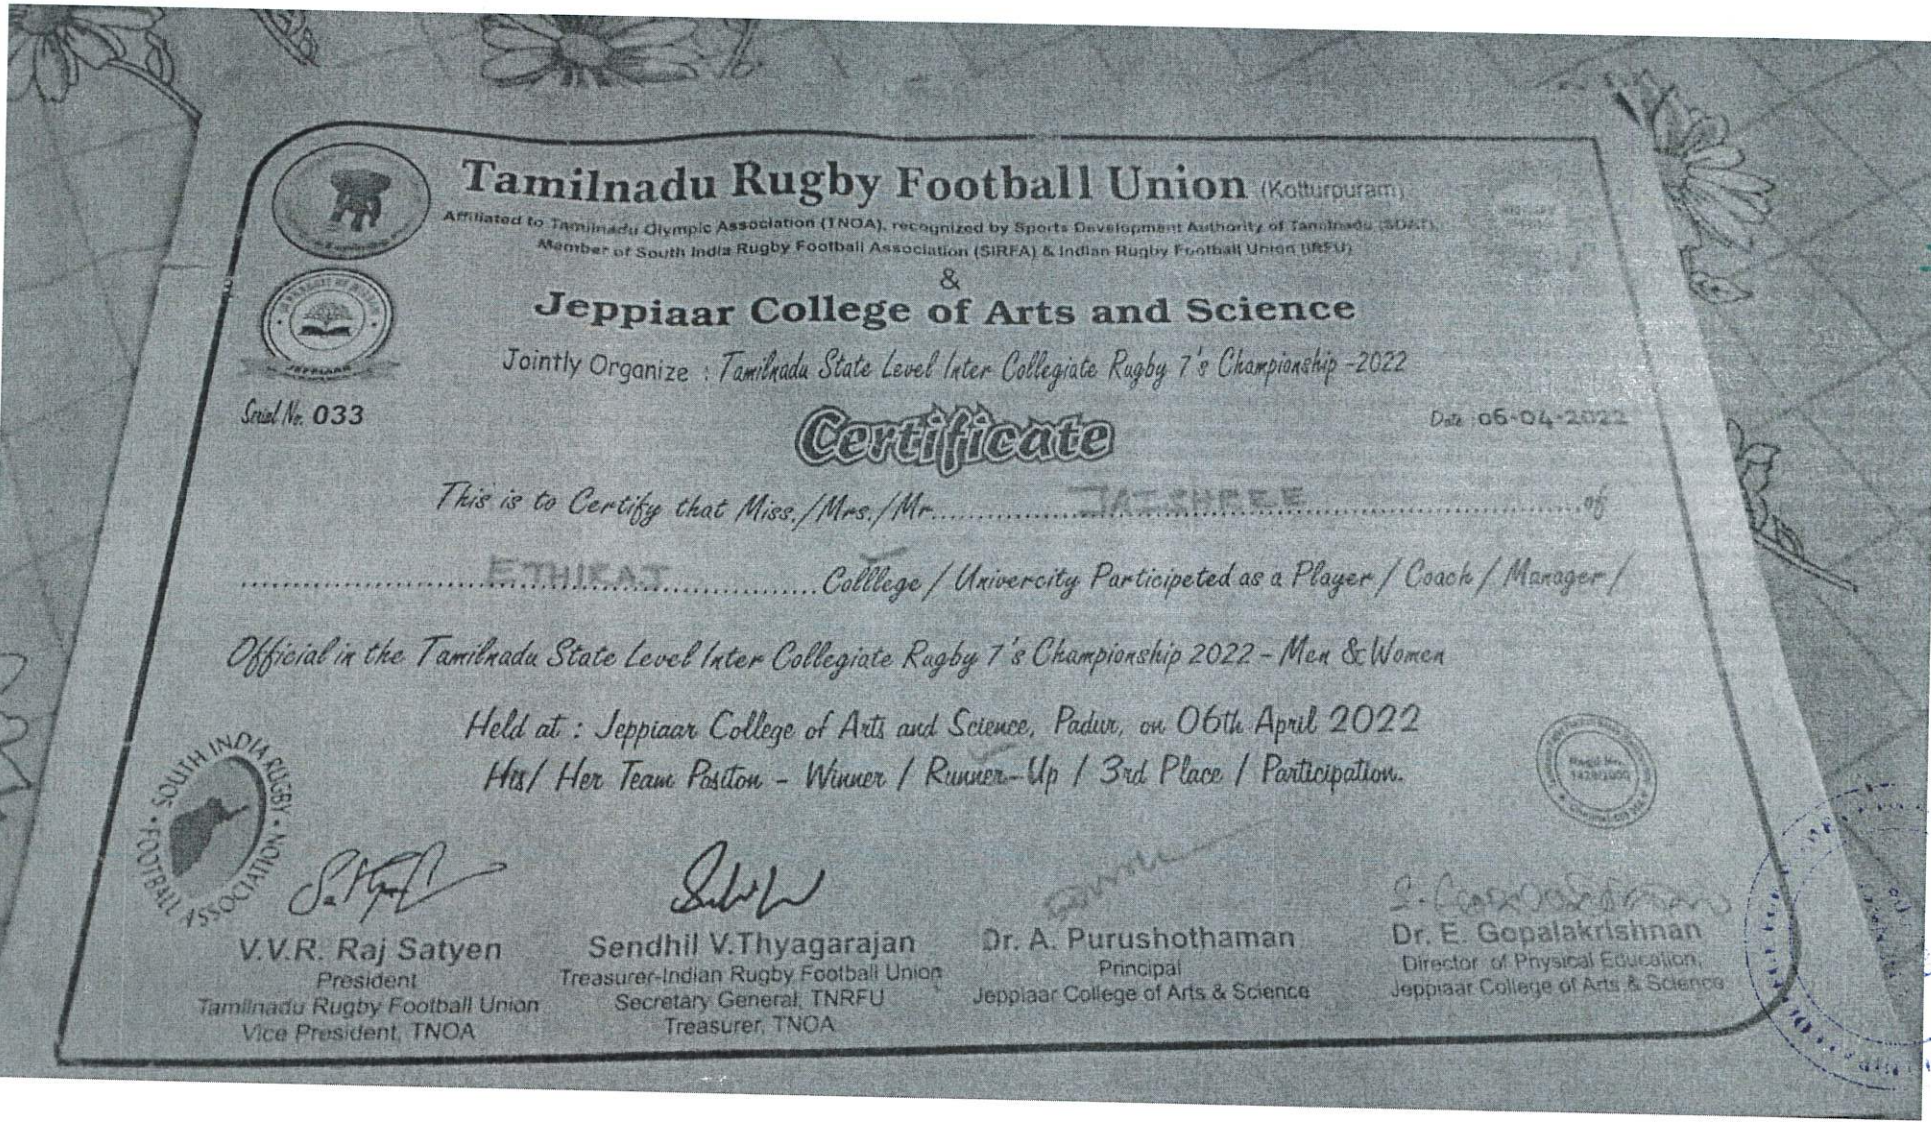 Tamilnadu Rugby Football Union (Kotturpuram)
Affiliated to Tamilnadu Olympic Association (TNOA), recognized by Sports Development Authority of Tamilnadu (SDAT),
Member of South India Rugby Football Association (SIRFA) & Indian Rugby Football Union (IRFU)
&
Jeppiaar College of Arts and Science
JEPPIAAR
Jointly Organize : Tamilnadu State Level Inter Collegiate Rugby 7's Championship -2022
Serial No. 033
Date :06-04-2022
Certificate
This is to Certify that Miss./Mrs./Mr.....JAISHREE.....of
.....ETHIRAJ.....Colllege / Univercity Participeted as a Player / Coach / Manager /
Official in the Tamilnadu State Level Inter Collegiate Rugby 7's Championship 2022 - Men & Women
Held at : Jeppiaar College of Arts and Science, Padur, on 06th April 2022
His/ Her Team Positon - Winner / Runner-Up / 3rd Place / Participation.
SOUTH INDIA RUGBY • FOOTBALL ASSOCIATION •
V.V.R. Raj Satyen
President
Tamilnadu Rugby Football Union
Vice President, TNOA
Sendhil V.Thyagarajan
Treasurer-Indian Rugby Football Union
Secretary General, TNRFU
Treasurer, TNOA
Dr. A. Purushothaman
Principal
Jeppiaar College of Arts & Science
Dr. E. Gopalakrishnan
Director of Physical Education,
Jeppiaar College of Arts & Science